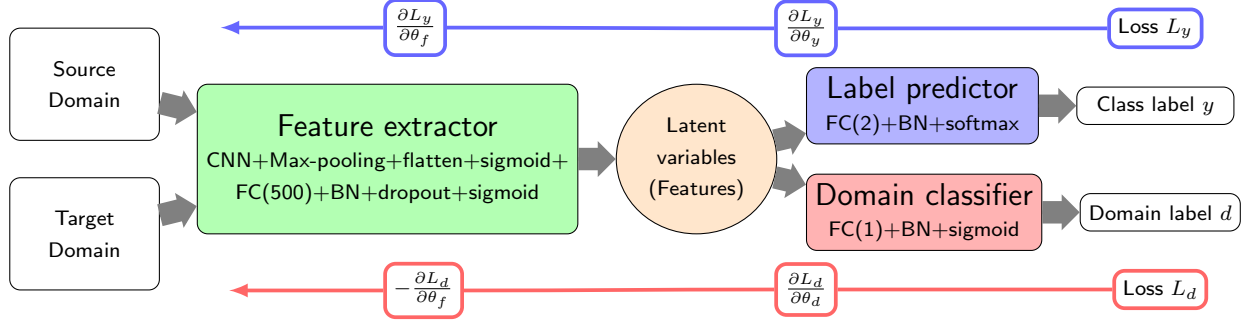 ∂L_y/∂θ_f
∂L_y/∂θ_y
Loss L_y
Source
Domain
Target
Domain
Feature extractor
CNN+Max-pooling+flatten+sigmoid+
FC(500)+BN+dropout+sigmoid
Latent
variables
(Features)
Label predictor
FC(2)+BN+softmax
Class label y
Domain classifier
FC(1)+BN+sigmoid
Domain label d
−∂L_d/∂θ_f
∂L_d/∂θ_d
Loss L_d